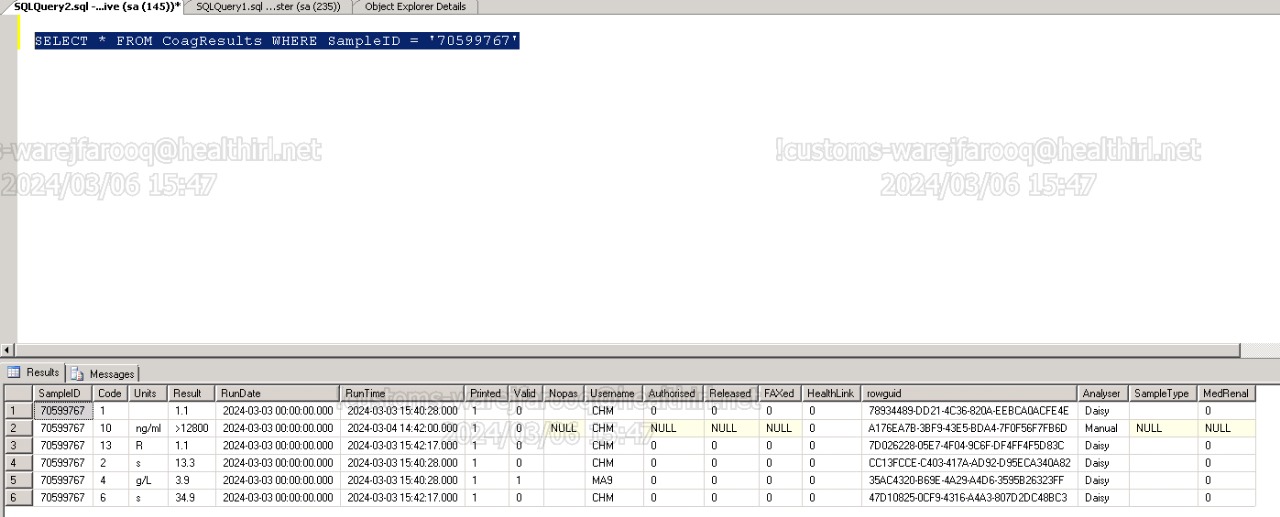 SQLQuery2.sql -...ive (sa (145))* SQLQuery1.sql ...ster (sa (235)) Object Explorer Details
SELECT * FROM CoagResults WHERE SampleID = '70599767'
s-warejfarooq@healthirl.net !customs-warejfarooq@healthirl.net
2024/03/06 15:47 2024/03/06 15:47
Results Messages
SampleID Code Units Result RunDate RunTime Printed Valid Nopas Username Authorised Released FAXed HealthLink rowguid Analyser SampleType MedRenal
1 70599767 1 1.1 2024-03-03 00:00:00.000 2024-03-03 15:40:28.000 1 0 CHM 0 0 0 0 78934489-DD21-4C36-820A-EEBCA0ACFE4E Daisy 0
2 70599767 10 ng/ml >12800 2024-03-03 00:00:00.000 2024-03-04 14:42:00.000 1 0 NULL CHM NULL NULL NULL 0 A176EA7B-3BF9-43E5-BDA4-7F0F56F7FB6D Manual NULL NULL
3 70599767 13 R 1.1 2024-03-03 00:00:00.000 2024-03-03 15:42:17.000 1 0 CHM 0 0 0 0 7D026228-05E7-4F04-9C6F-DF4FF4F5D83C Daisy 0
4 70599767 2 s 13.3 2024-03-03 00:00:00.000 2024-03-03 15:40:28.000 1 0 CHM 0 0 0 0 CC13FCCE-C403-417A-AD92-D95ECA340A82 Daisy 0
5 70599767 4 g/L 3.9 2024-03-03 00:00:00.000 2024-03-03 15:40:28.000 1 1 MA9 0 0 0 0 35AC4320-B69E-4A29-A4D6-3595B26323FF Daisy 0
6 70599767 6 s 34.9 2024-03-03 00:00:00.000 2024-03-03 15:42:17.000 1 0 CHM 0 0 0 0 47D10825-0CF9-4316-A4A3-807D2DC48BC3 Daisy 0
!customs-warejfarooq@healthirl.net
2024/03/06 15:47